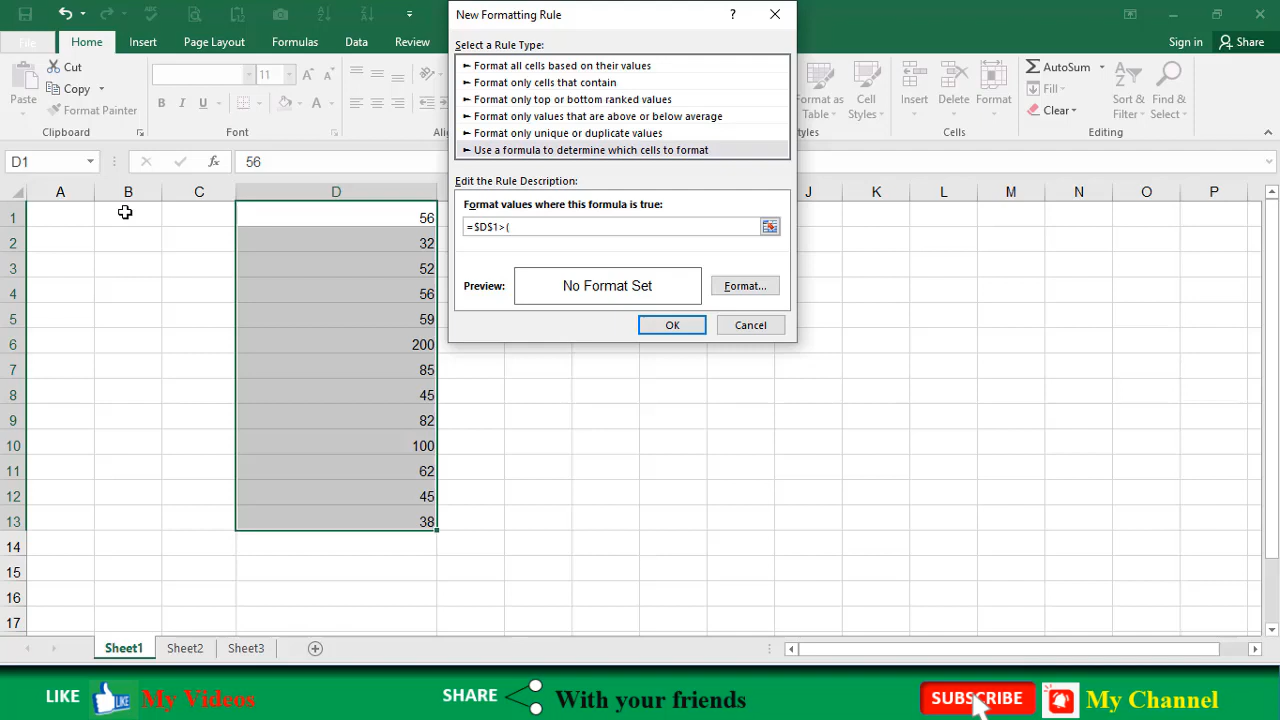 New Formatting Rule
?
File
Home
Insert
Page Layout
Formulas
Data
Review
Sign in
Share
Select a Rule Type:
► Format all cells based on their values
► Format only cells that contain
► Format only top or bottom ranked values
► Format only values that are above or below average
► Format only unique or duplicate values
► Use a formula to determine which cells to format
Paste
Cut
Copy
Format Painter
Clipboard
11
B I U
A
Font
Format as
Cell
Styles
Insert
Delete
Format
Cells
AutoSum
Fill
Clear
Sort &
Filter
Find &
Select
Editing
D1
fx
56
Edit the Rule Description:
Format values where this formula is true:
=$D$1>(
Preview:
No Format Set
Format...
OK
Cancel
A B C D J K L M N O P
1 56
2 32
3 52
4 56
5 59
6 200
7 85
8 45
9 82
10 100
11 62
12 45
13 38
14
15
16
17
Sheet1 Sheet2 Sheet3
LIKE
LIKE
My Videos
SHARE
With your friends
SUBSCRIBE
My Channel